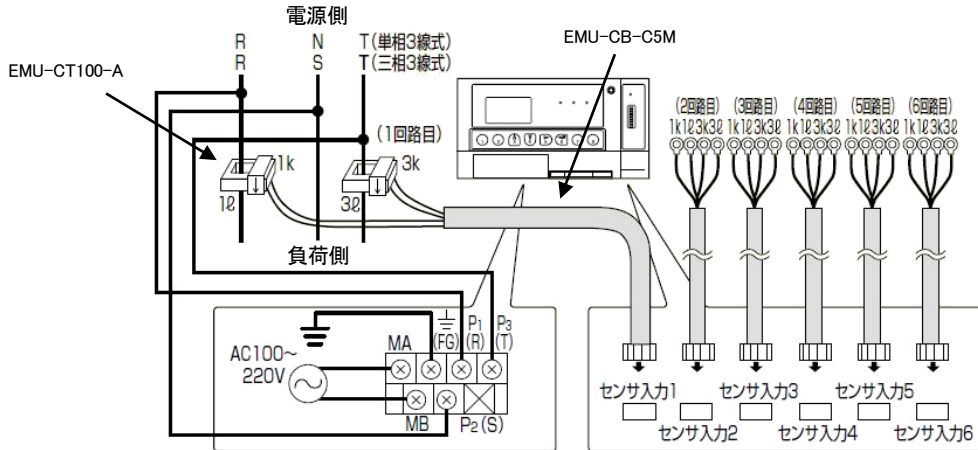 電源側
R N T(単相3線式)
R S T(三相3線式)
EMU-CT100-A
EMU-CB-C5M
(1回路目)
1k
3k
1ℓ
3ℓ
負荷側
(2回路目) (3回路目) (4回路目) (5回路目) (6回路目)
1k1ℓ3k3ℓ 1k1ℓ3k3ℓ 1k1ℓ3k3ℓ 1k1ℓ3k3ℓ 1k1ℓ3k3ℓ
MA (FG) P1(R) P3(T)
AC100~
220V
MB P2(S)
センサ入力1 センサ入力3 センサ入力5
センサ入力2 センサ入力4 センサ入力6